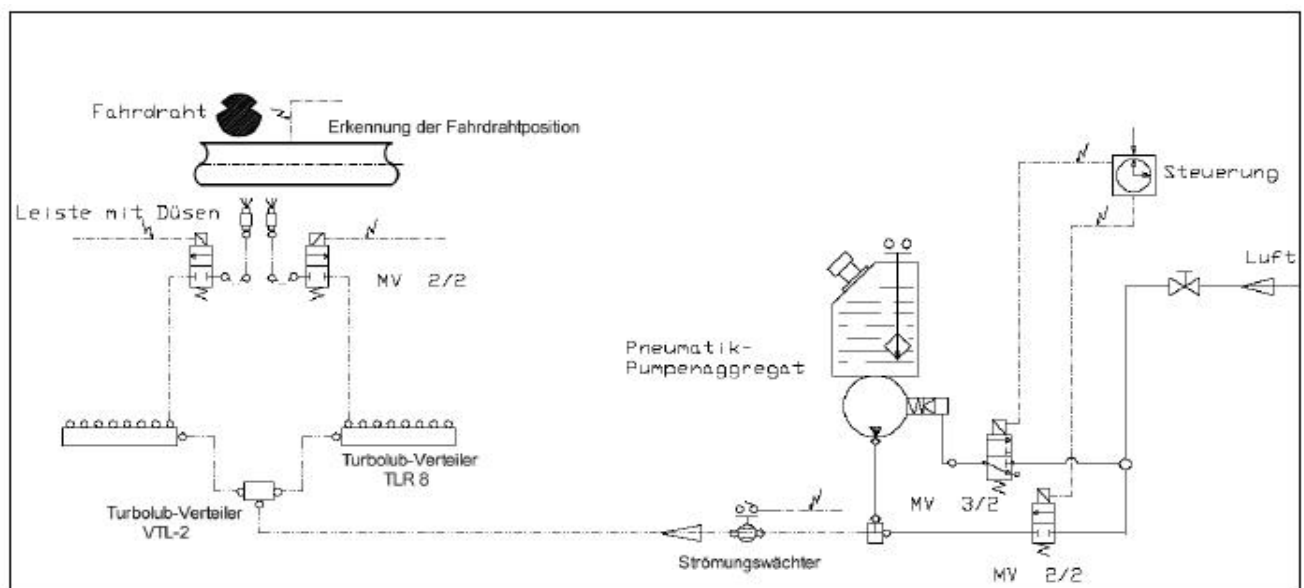 Fahrdraht
Erkennung der Fahrdrahtposition
Steuerung
Leiste mit Düsen
Luft
MV 2/2
Pneumatik-
Pumpenaggregat
Turbolub-Verteiler
TLR 8
MV 3/2
Turbolub-Verteiler
VTL-2
Strömungswächter
MV 2/2